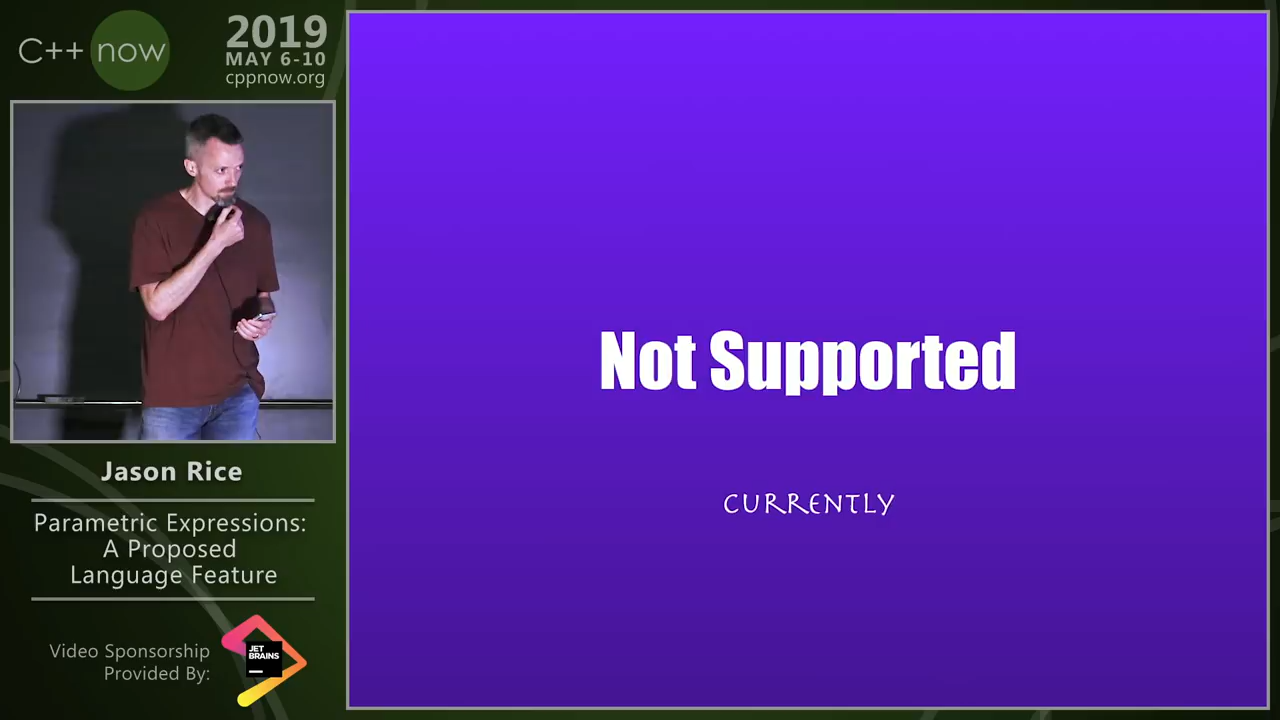 C++ now
2019
MAY 6-10
cppnow.org
Jason Rice
Parametric Expressions:
A Proposed
Language Feature
Video Sponsorship
Provided By:
JET
BRAINS
Not Supported
CURRENTLY